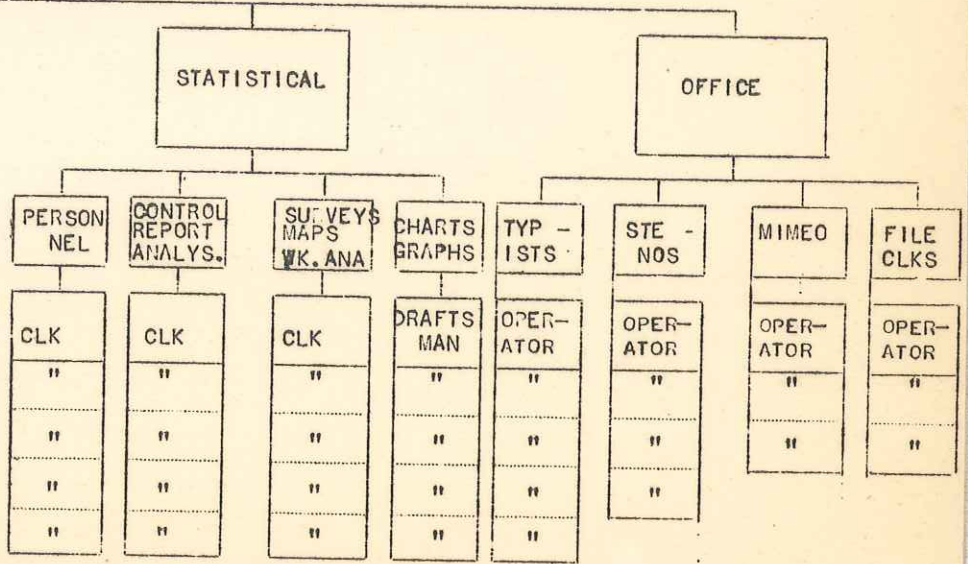 STATISTICAL
OFFICE
PERSON
NEL
CONTROL
REPORT
ANALYS.
SURVEYS
MAPS
WK.ANA
CHARTS
GRAPHS
TYP -
ISTS
STE -
NOS
MIMEO
FILE
CLKS
CLK
"
"
"
"
CLK
"
"
"
"
CLK
"
"
"
"
DRAFTS
MAN
"
"
"
"
OPER-
ATOR
"
"
"
"
OPER-
ATOR
"
"
"
OPER-
ATOR
"
"
OPER-
ATOR
"
"